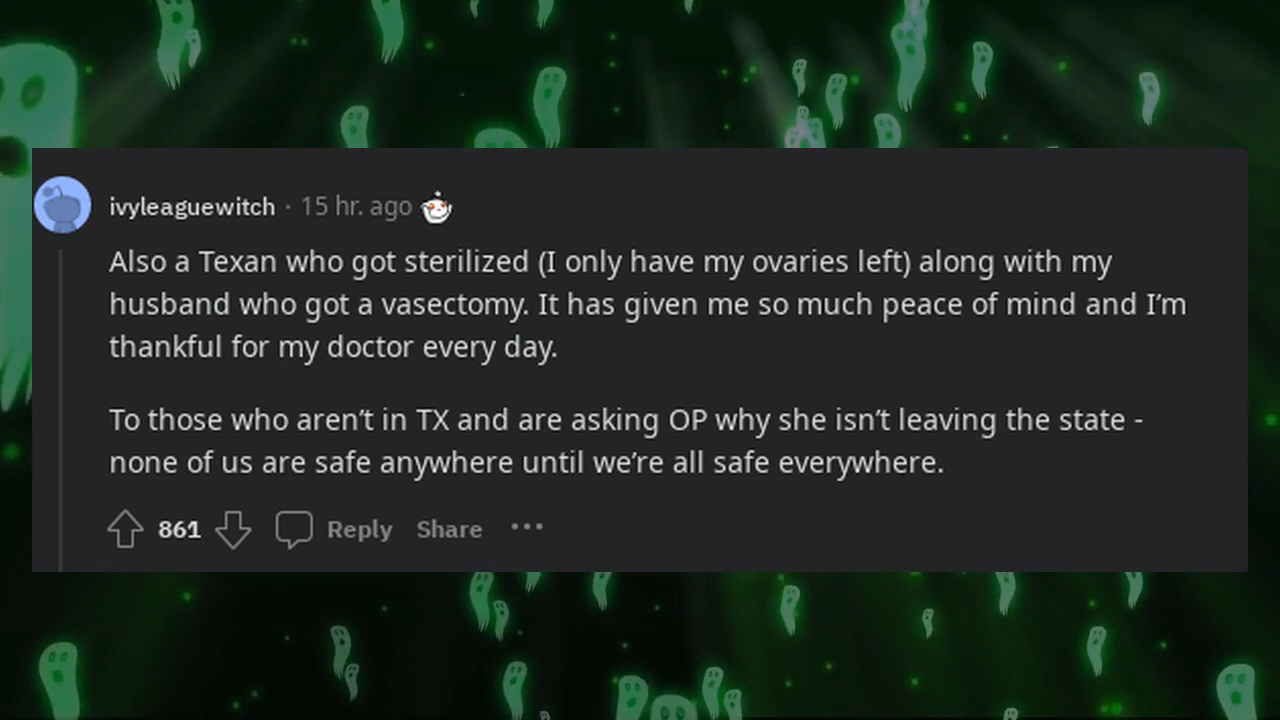 ivyleaguewitch · 15 hr. ago
Also a Texan who got sterilized (I only have my ovaries left) along with my
husband who got a vasectomy. It has given me so much peace of mind and I’m
thankful for my doctor every day.
To those who aren’t in TX and are asking OP why she isn’t leaving the state -
none of us are safe anywhere until we’re all safe everywhere.
861 Reply Share ···